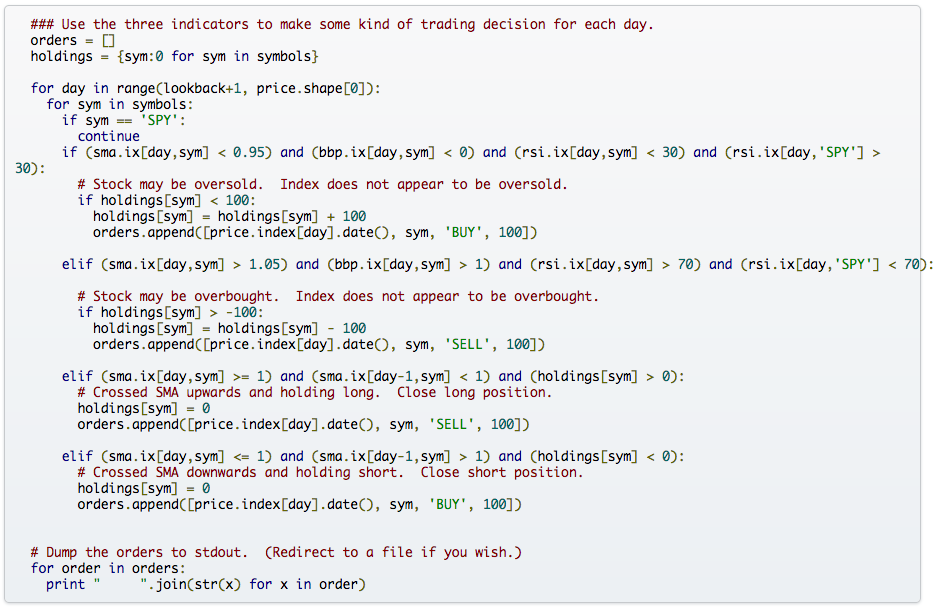 ### Use the three indicators to make some kind of trading decision for each day.
orders = []
holdings = {sym:0 for sym in symbols}

for day in range(lookback+1, price.shape[0]):
  for sym in symbols:
    if sym == 'SPY':
      continue
    if (sma.ix[day,sym] < 0.95) and (bbp.ix[day,sym] < 0) and (rsi.ix[day,sym] < 30) and (rsi.ix[day,'SPY'] >
30):
      # Stock may be oversold.  Index does not appear to be oversold.
      if holdings[sym] < 100:
        holdings[sym] = holdings[sym] + 100
        orders.append([price.index[day].date(), sym, 'BUY', 100])

    elif (sma.ix[day,sym] > 1.05) and (bbp.ix[day,sym] > 1) and (rsi.ix[day,sym] > 70) and (rsi.ix[day,'SPY'] < 70):

      # Stock may be overbought.  Index does not appear to be overbought.
      if holdings[sym] > -100:
        holdings[sym] = holdings[sym] - 100
        orders.append([price.index[day].date(), sym, 'SELL', 100])

    elif (sma.ix[day,sym] >= 1) and (sma.ix[day-1,sym] < 1) and (holdings[sym] > 0):
      # Crossed SMA upwards and holding long.  Close long position.
      holdings[sym] = 0
      orders.append([price.index[day].date(), sym, 'SELL', 100])

    elif (sma.ix[day,sym] <= 1) and (sma.ix[day-1,sym] > 1) and (holdings[sym] < 0):
      # Crossed SMA downwards and holding short.  Close short position.
      holdings[sym] = 0
      orders.append([price.index[day].date(), sym, 'BUY', 100])


# Dump the orders to stdout.  (Redirect to a file if you wish.)
for order in orders:
  print "     ".join(str(x) for x in order)